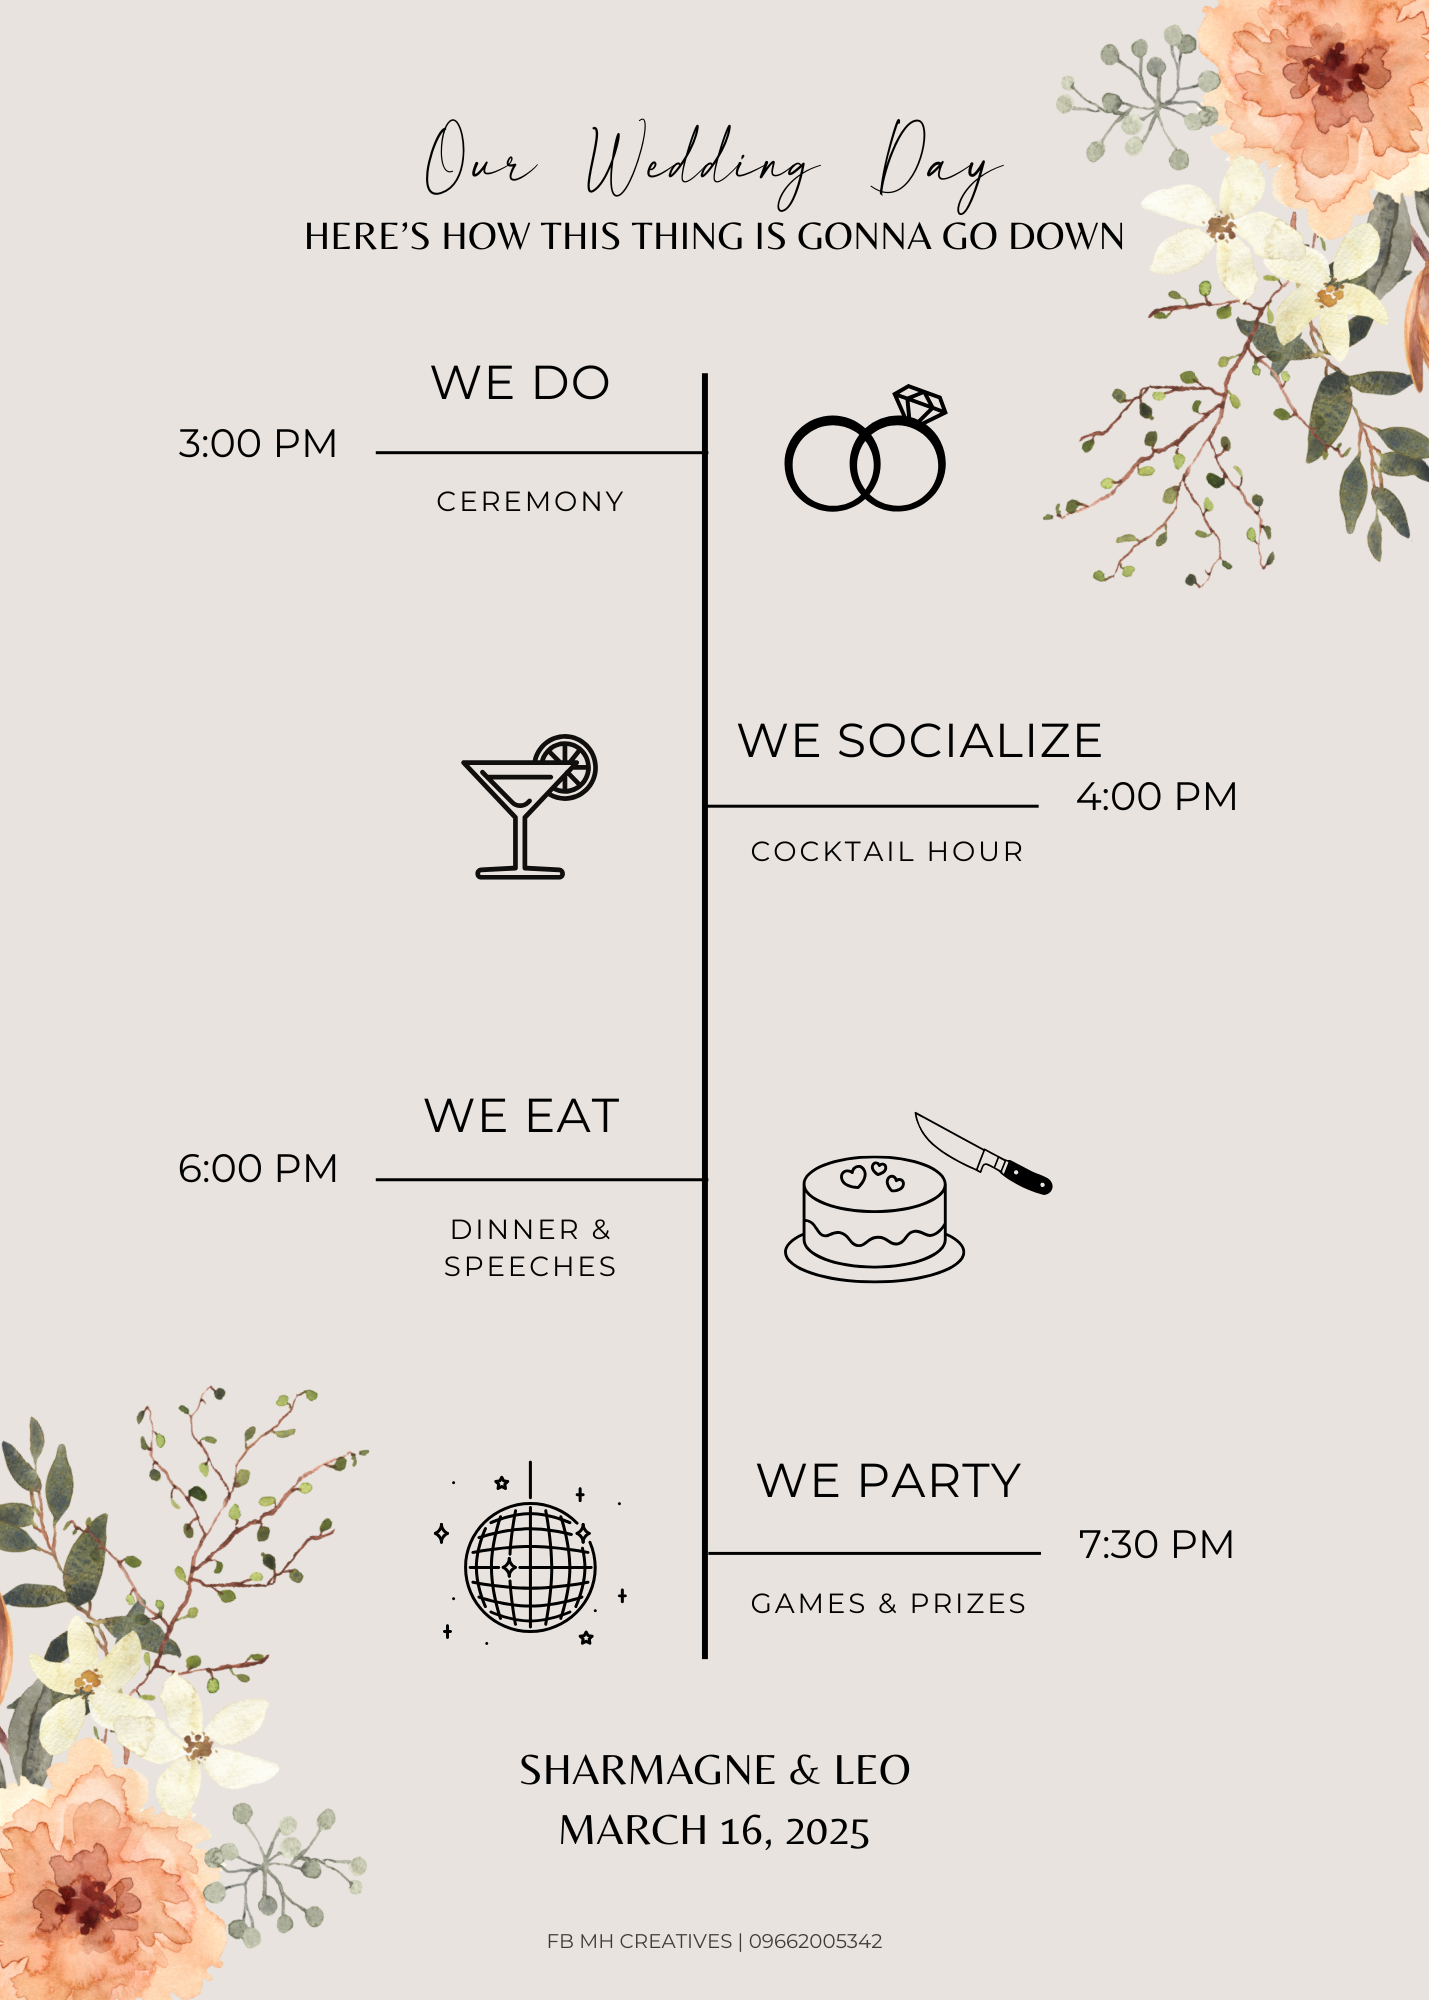 Our Wedding Day
HERE'S HOW THIS THING IS GONNA GO DOWN
WE DO
3:00 PM
CEREMONY
WE SOCIALIZE
4:00 PM
COCKTAIL HOUR
WE EAT
6:00 PM
DINNER &
SPEECHES
WE PARTY
7:30 PM
GAMES & PRIZES
SHARMAGNE & LEO
MARCH 16, 2025
FB MH CREATIVES | 09662005342